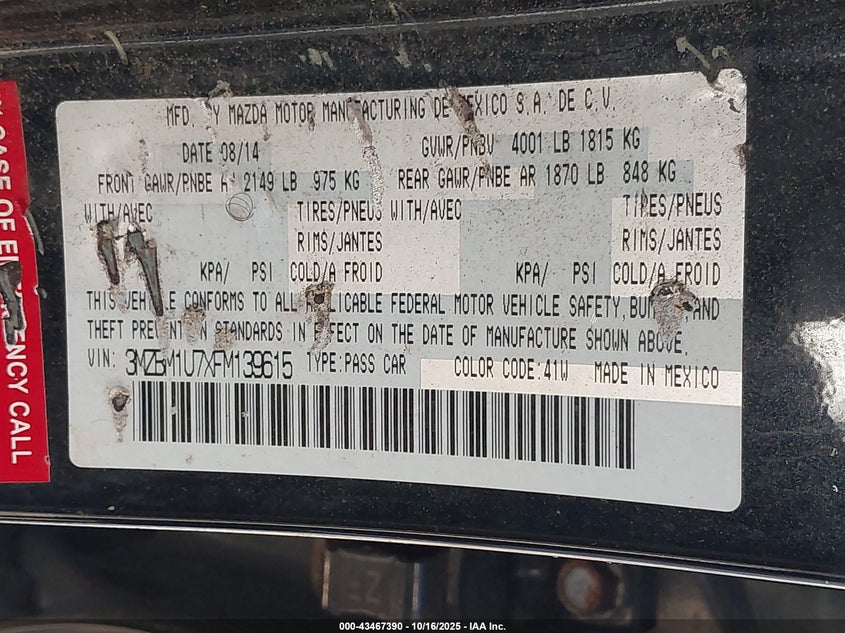 MFD. BY MAZDA MOTOR MANUFACTURING DE MEXICO S.A. DE C.V.
DATE 08/14 GVWR/PNBV 4001 LB 1815 KG
FRONT GAWR/PNBE AV 2149 LB 975 KG REAR GAWR/PNBE AR 1870 LB 848 KG
WITH/AVEC TIRES/PNEUS WITH/AVEC TIRES/PNEUS
RIMS/JANTES RIMS/JANTES
KPA/ PSI COLD/A FROID KPA/ PSI COLD/A FROID
THIS VEHICLE CONFORMS TO ALL APPLICABLE FEDERAL MOTOR VEHICLE SAFETY, BUMPER, AND
THEFT PREVENTION STANDARDS IN EFFECT ON THE DATE OF MANUFACTURE SHOWN ABOVE.
VIN: 3MZBM1U7XFM139615 TYPE:PASS CAR COLOR CODE:41W MADE IN MEXICO
CASE OF
CALL
000-43467390 - 10/16/2025 - IAA Inc.